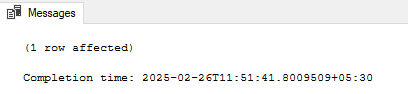 Messages
(1 row affected)
Completion time: 2025-02-26T11:51:41.8009509+05:30